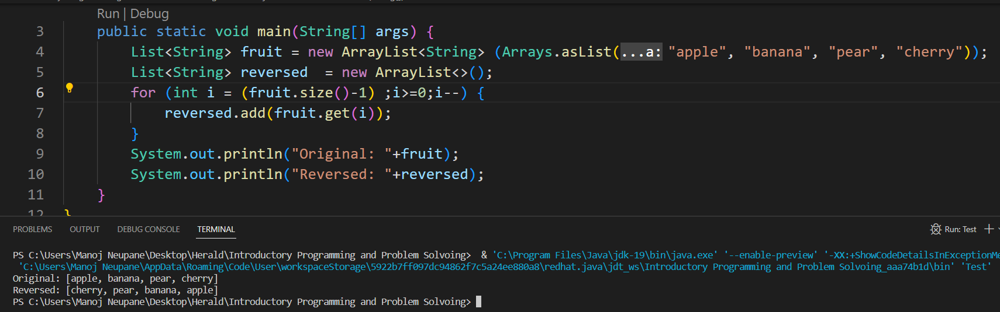 Run | Debug
3 public static void main(String[] args) {
4 List<String> fruit = new ArrayList<String> (Arrays.asList(...a: "apple", "banana", "pear", "cherry"));
5 List<String> reversed  = new ArrayList<>();
6 for (int i = (fruit.size()-1) ;i>=0;i--) {
7 reversed.add(fruit.get(i));
8 }
9 System.out.println("Original: "+fruit);
10 System.out.println("Reversed: "+reversed);
11 }
12 }
PROBLEMS OUTPUT DEBUG CONSOLE TERMINAL Run: Test
PS C:\Users\Manoj Neupane\Desktop\Herald\Introductory Programming and Problem Solvoing>  & 'C:\Program Files\Java\jdk-19\bin\java.exe' '--enable-preview' '-XX:+ShowCodeDetailsInExceptionMe
'C:\Users\Manoj Neupane\AppData\Roaming\Code\User\workspaceStorage\5922b7ff097dc94862f7c5a24ee880a8\redhat.java\jdt_ws\Introductory Programming and Problem Solvoing_aaa74b1d\bin' 'Test'
Original: [apple, banana, pear, cherry]
Reversed: [cherry, pear, banana, apple]
PS C:\Users\Manoj Neupane\Desktop\Herald\Introductory Programming and Problem Solvoing>